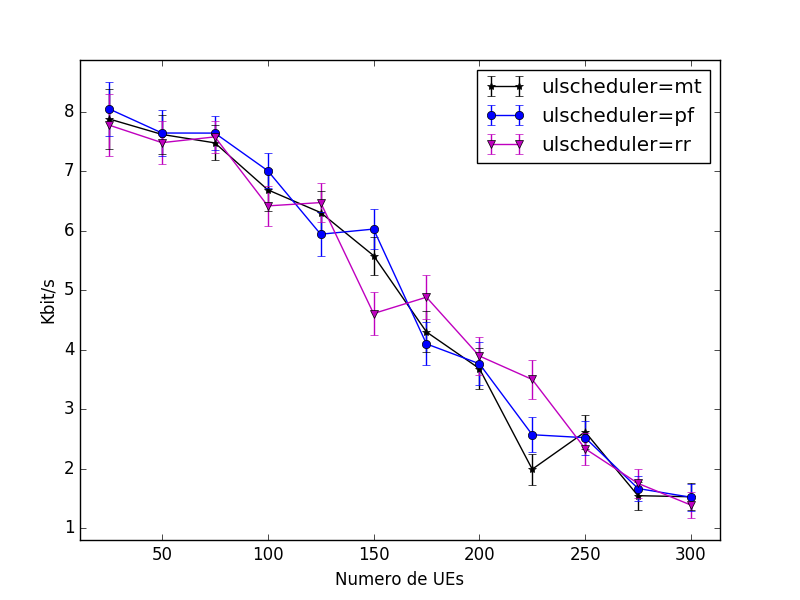 ulscheduler=mt
ulscheduler=pf
ulscheduler=rr
8
7
6
5
4
3
2
1
Kbit/s
50 100 150 200 250 300
Numero de UEs